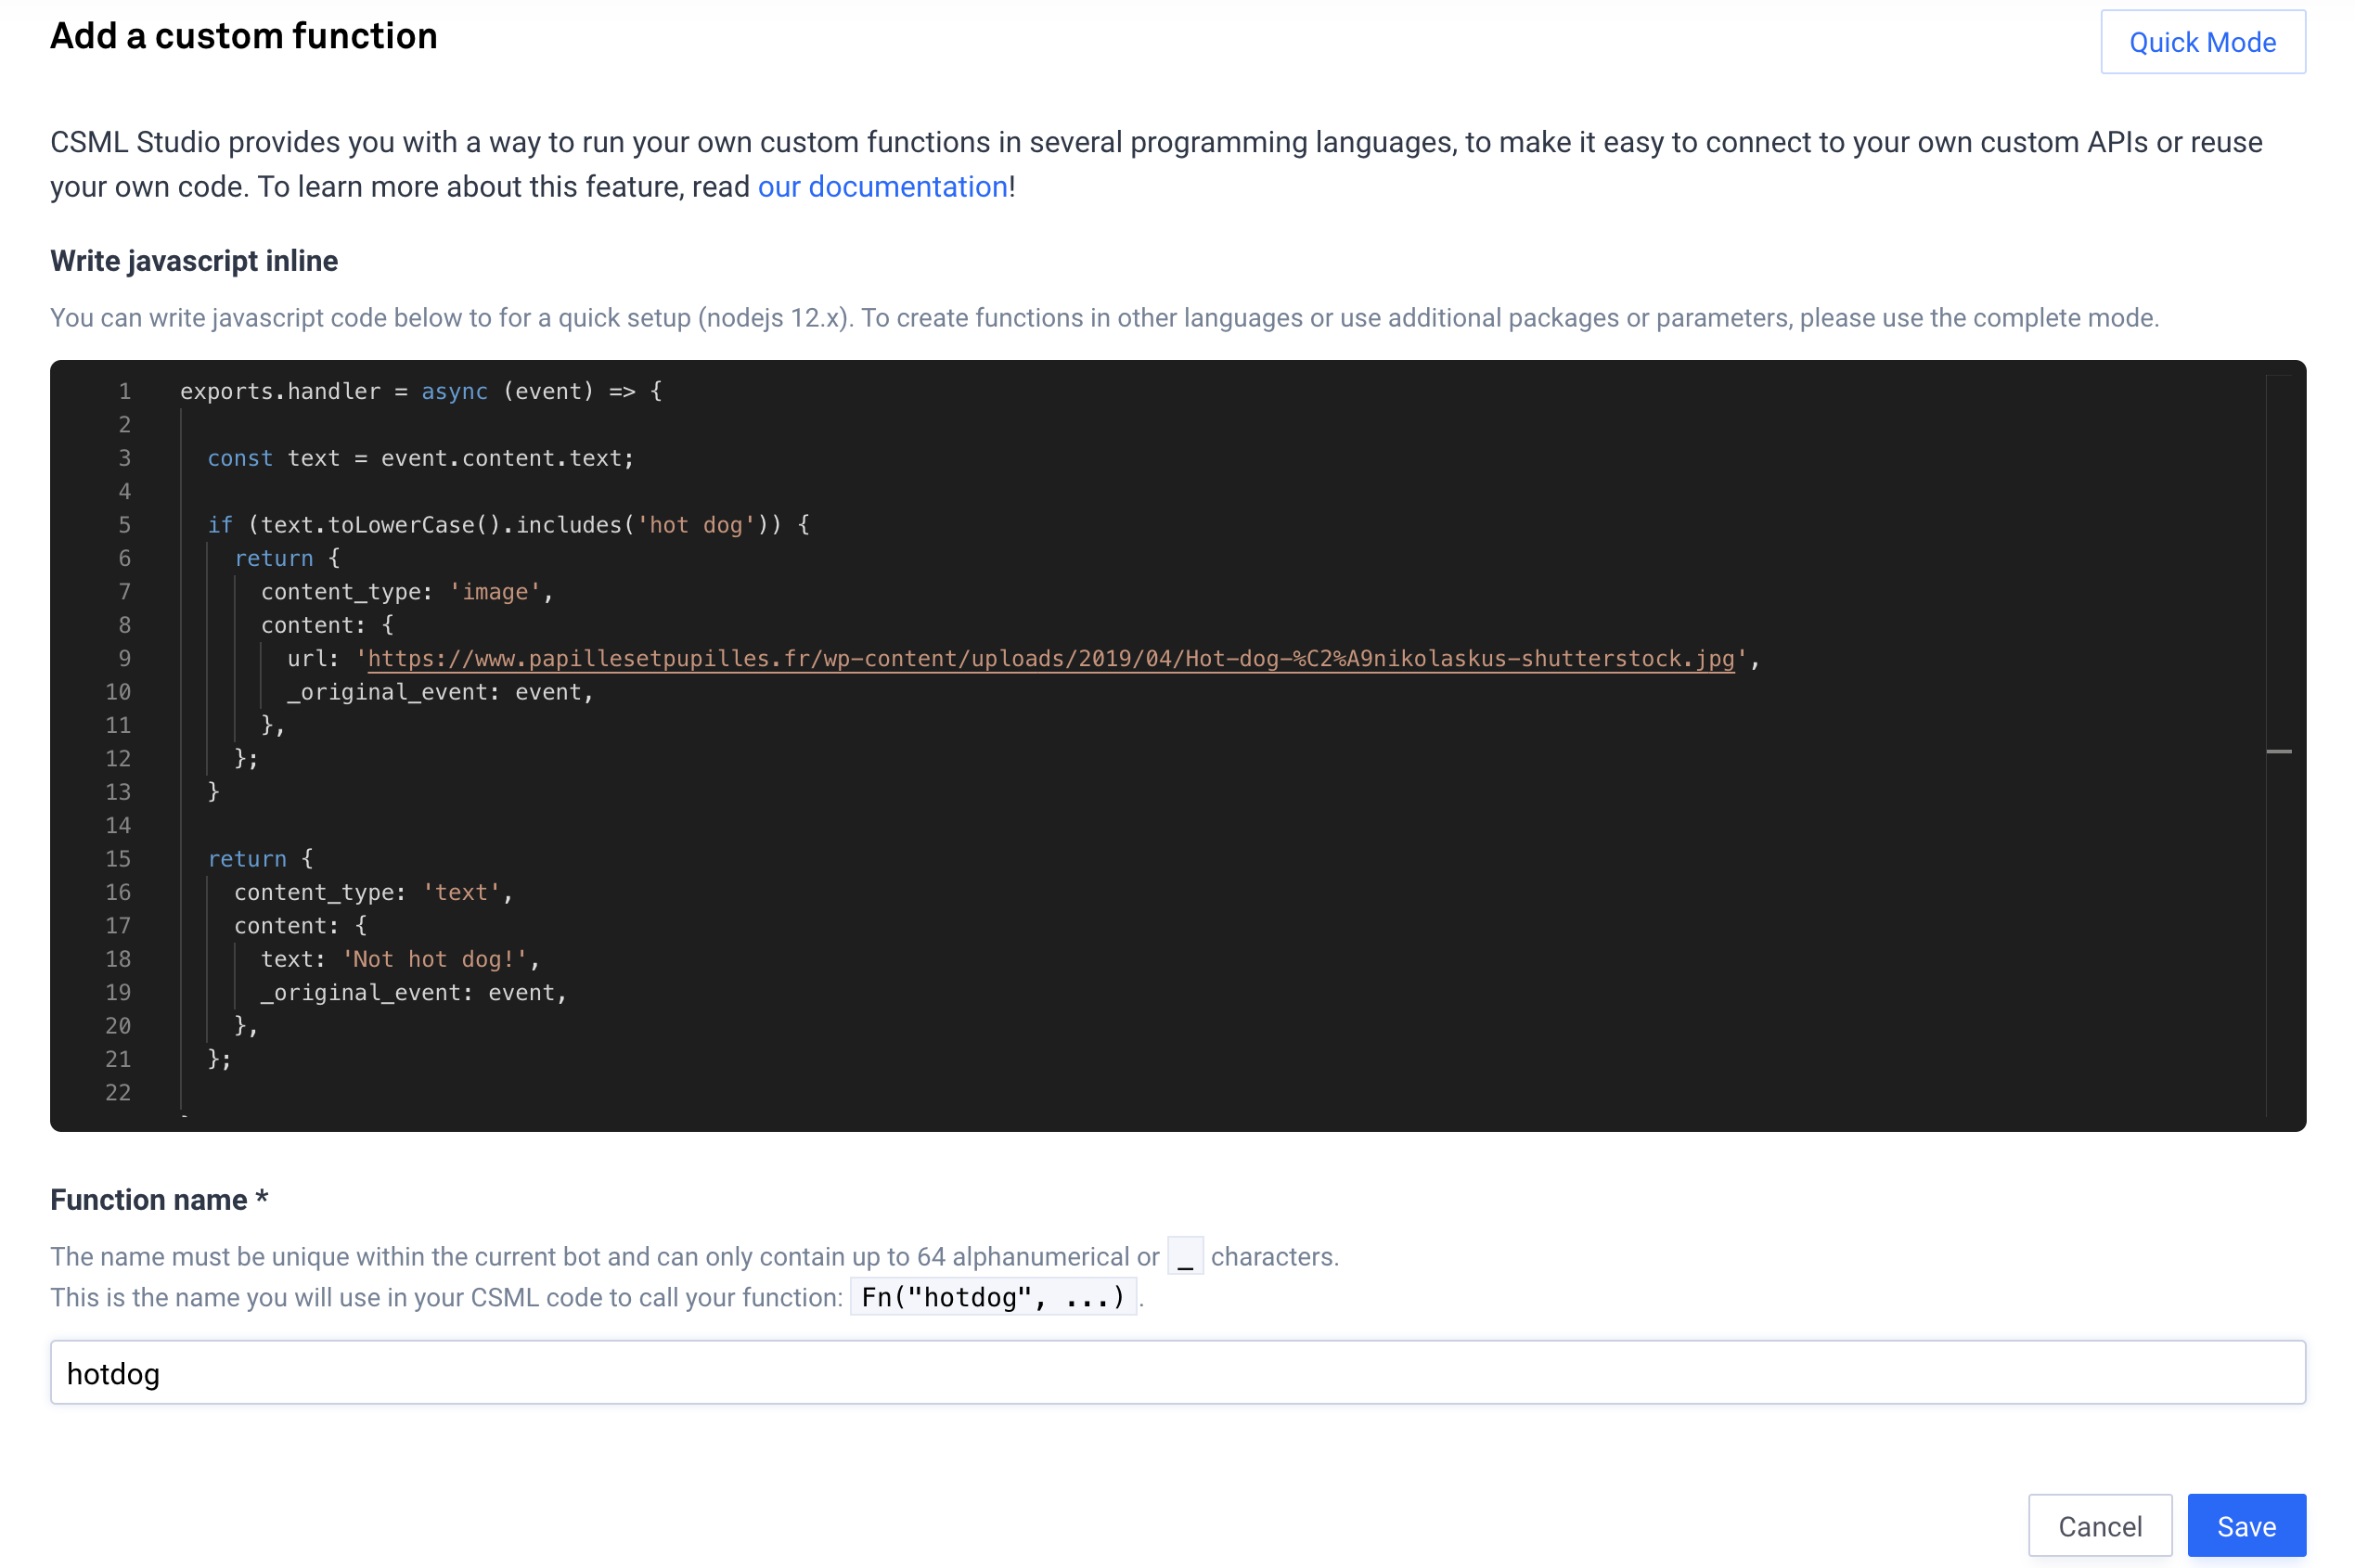 Add a custom function
Quick Mode
CSML Studio provides you with a way to run your own custom functions in several programming languages, to make it easy to connect to your own custom APIs or reuse
your own code. To learn more about this feature, read our documentation!
Write javascript inline
You can write javascript code below to for a quick setup (nodejs 12.x). To create functions in other languages or use additional packages or parameters, please use the complete mode.
1 exports.handler = async (event) => {
2
3 const text = event.content.text;
4
5 if (text.toLowerCase().includes('hot dog')) {
6 return {
7 content_type: 'image',
8 content: {
9 url: 'https://www.papillesetpupilles.fr/wp-content/uploads/2019/04/Hot-dog-%C2%A9nikolaskus-shutterstock.jpg',
10 _original_event: event,
11 },
12 };
13 }
14
15 return {
16 content_type: 'text',
17 content: {
18 text: 'Not hot dog!',
19 _original_event: event,
20 },
21 };
22
Function name *
The name must be unique within the current bot and can only contain up to 64 alphanumerical or _ characters.
This is the name you will use in your CSML code to call your function: Fn("hotdog", ...).
hotdog
Cancel
Save